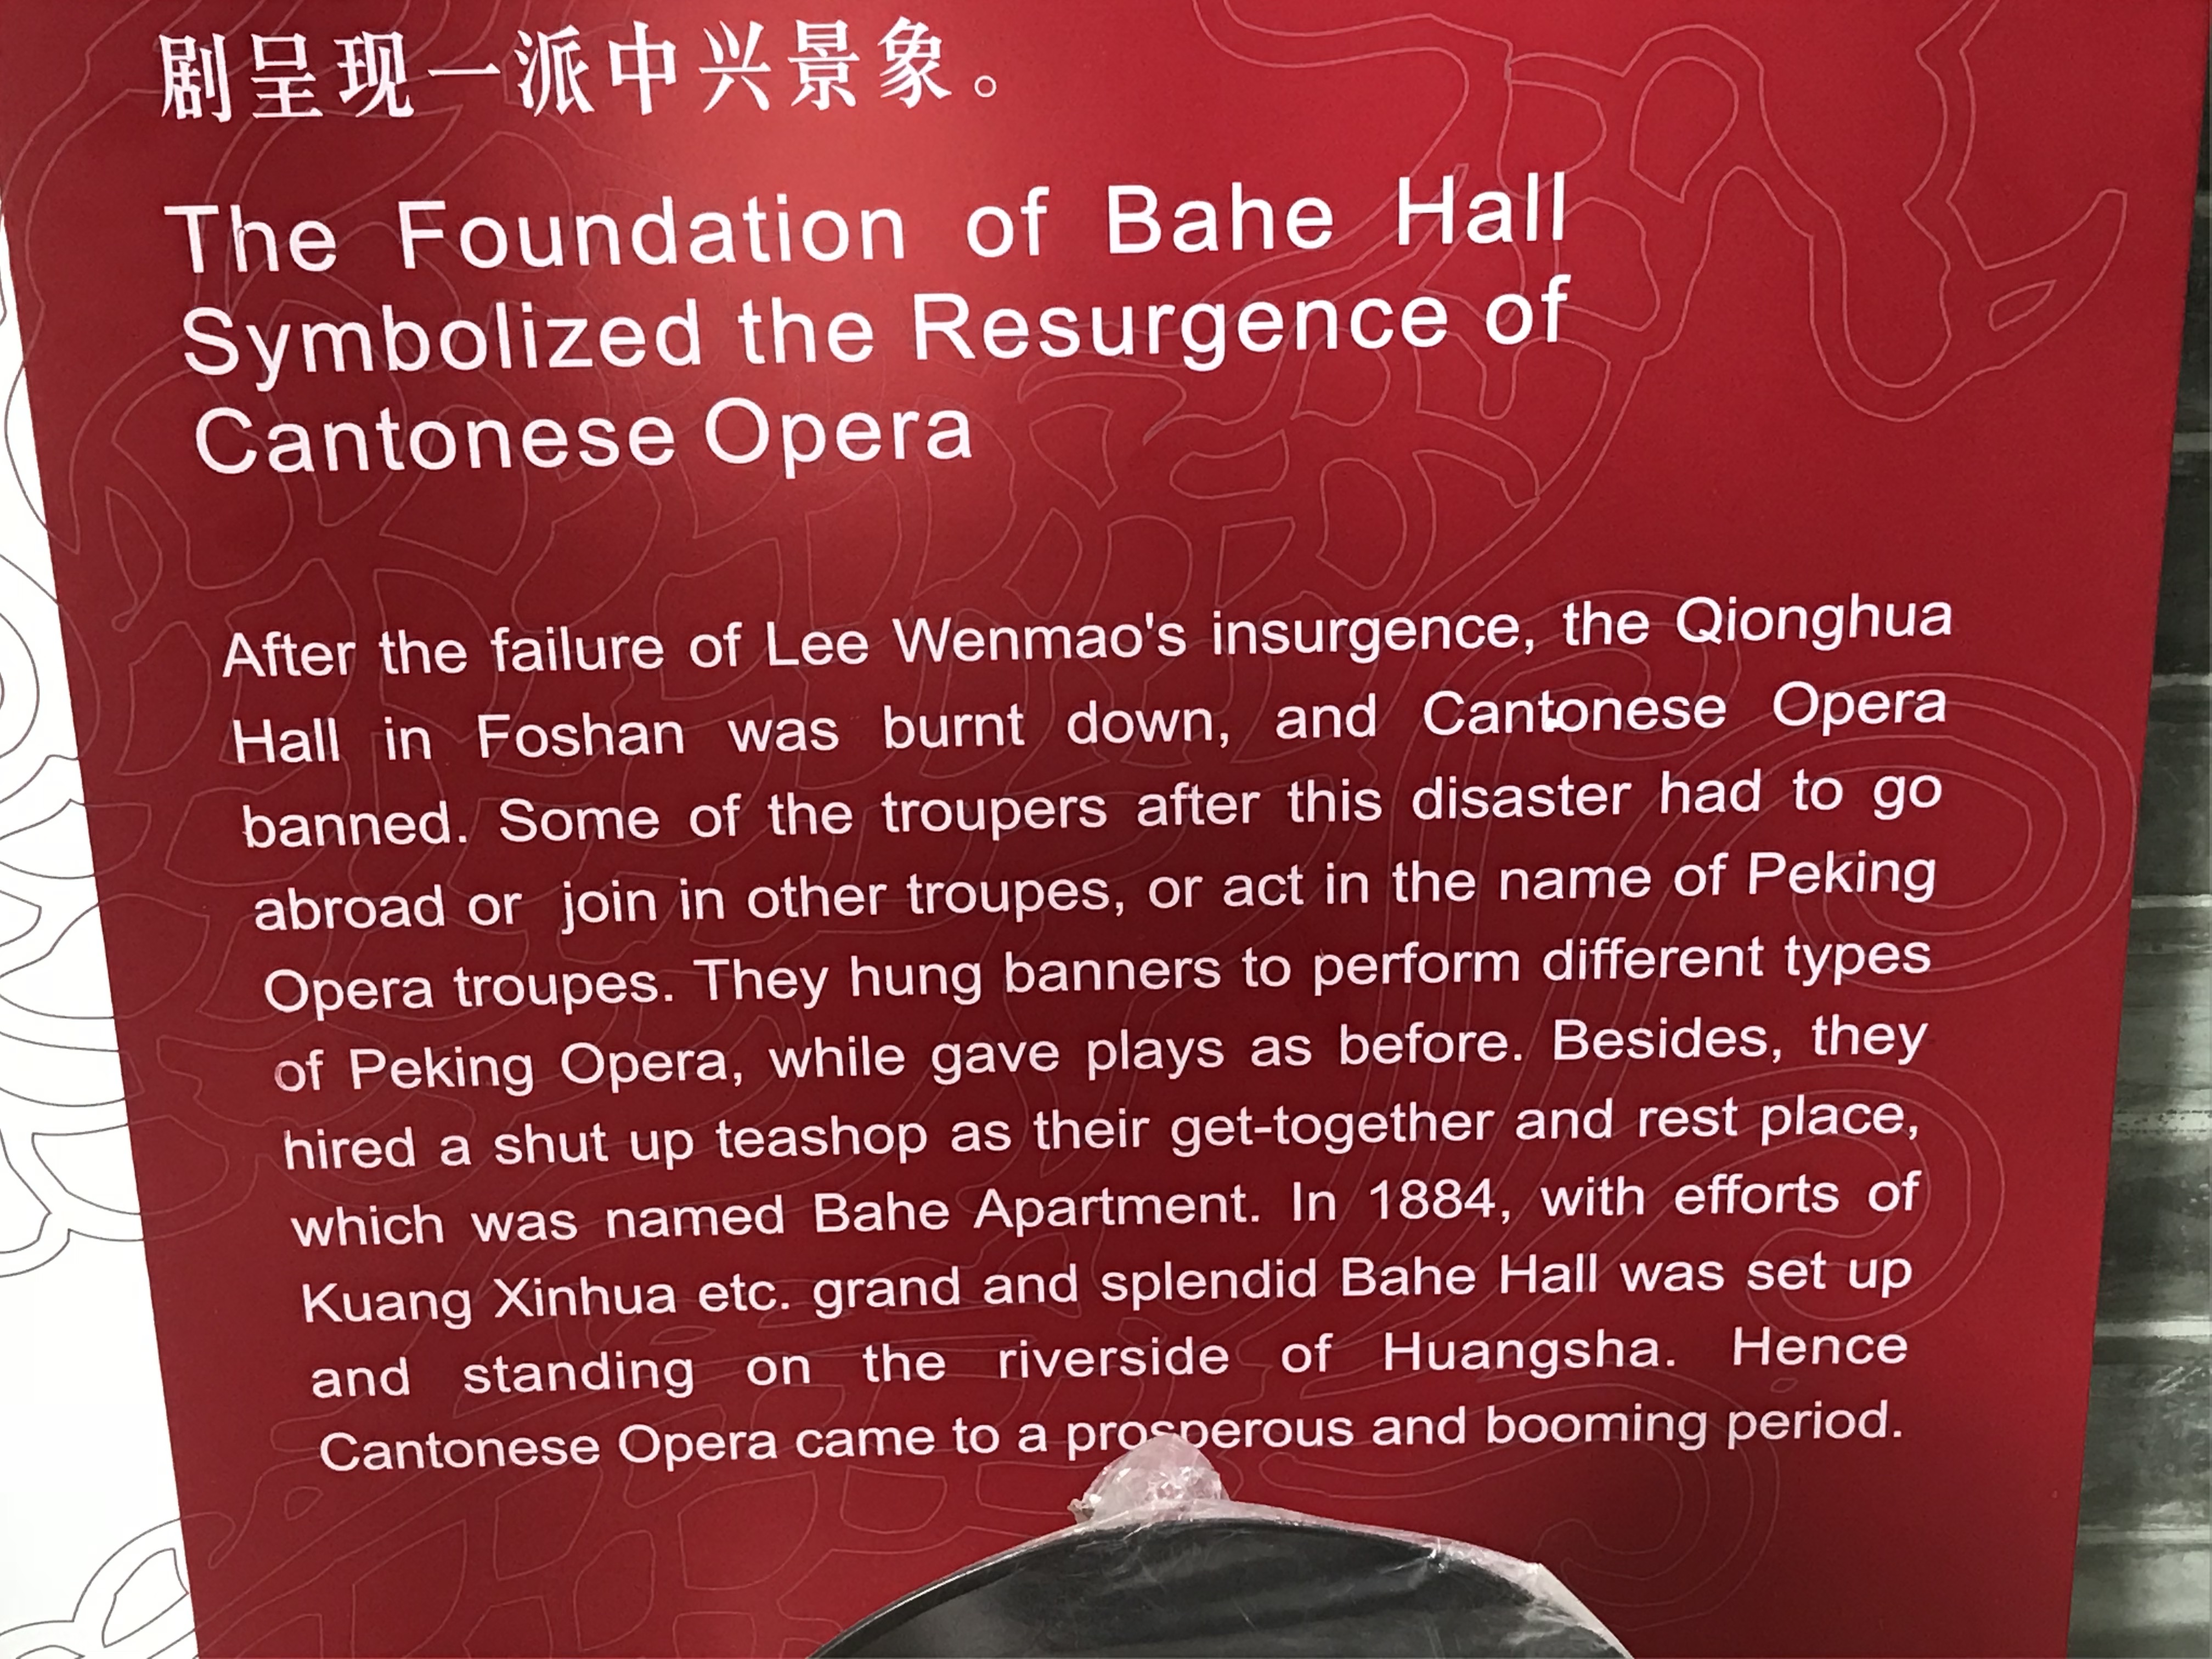 剧呈现一派中兴景象。
The Foundation of Bahe Hall
Symbolized the Resurgence of
Cantonese Opera
After the failure of Lee Wenmao's insurgence, the Qionghua
Hall in Foshan was burnt down, and Cantonese Opera
banned. Some of the troupers after this disaster had to go
abroad or join in other troupes, or act in the name of Peking
Opera troupes. They hung banners to perform different types
of Peking Opera, while gave plays as before. Besides, they
hired a shut up teashop as their get-together and rest place,
which was named Bahe Apartment. In 1884, with efforts of
Kuang Xinhua etc. grand and splendid Bahe Hall was set up
and standing on the riverside of Huangsha. Hence
Cantonese Opera came to a prosperous and booming period.